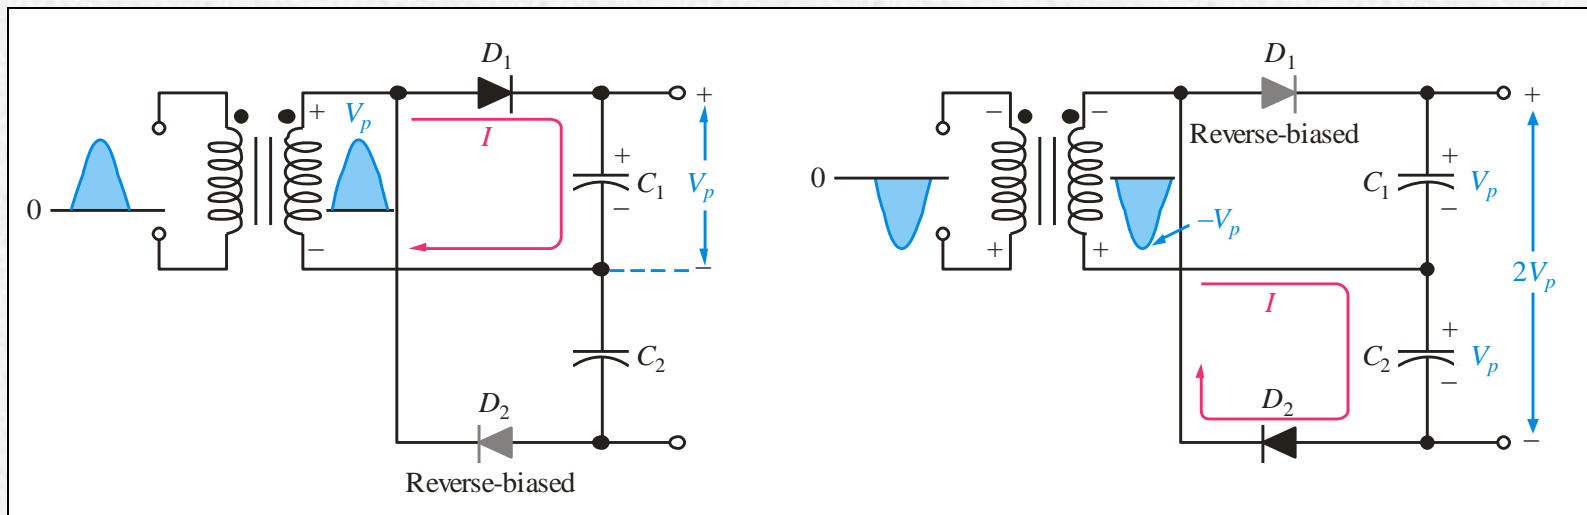 D₁
+
Vₚ
+
I
+
C₁
Vₚ
0
−
−
−
C₂
D₂
Reverse-biased
D₁
−
−
+
Reverse-biased
+
0
C₁
Vₚ
−Vₚ
−
+
+
I
2Vₚ
+
C₂
Vₚ
−
D₂
−